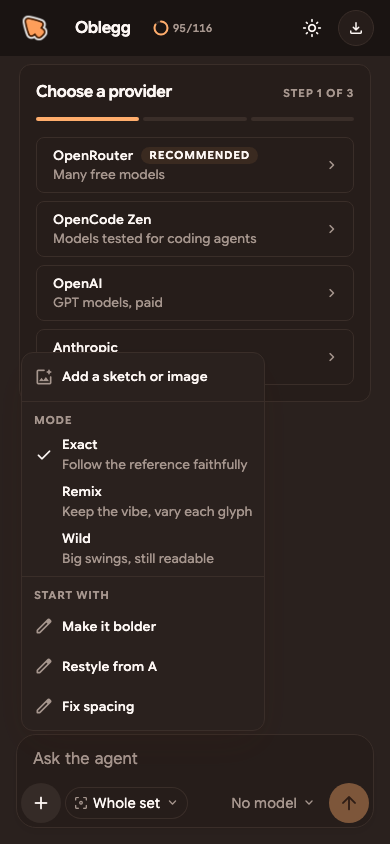 Oblegg
95/116
Choose a provider
STEP 1 OF 3
OpenRouter RECOMMENDED
Many free models
OpenCode Zen
Models tested for coding agents
OpenAI
GPT models, paid
Anthropic
Add a sketch or image
MODE
Exact
Follow the reference faithfully
Remix
Keep the vibe, vary each glyph
Wild
Big swings, still readable
START WITH
Make it bolder
Restyle from A
Fix spacing
Ask the agent
Whole set
No model